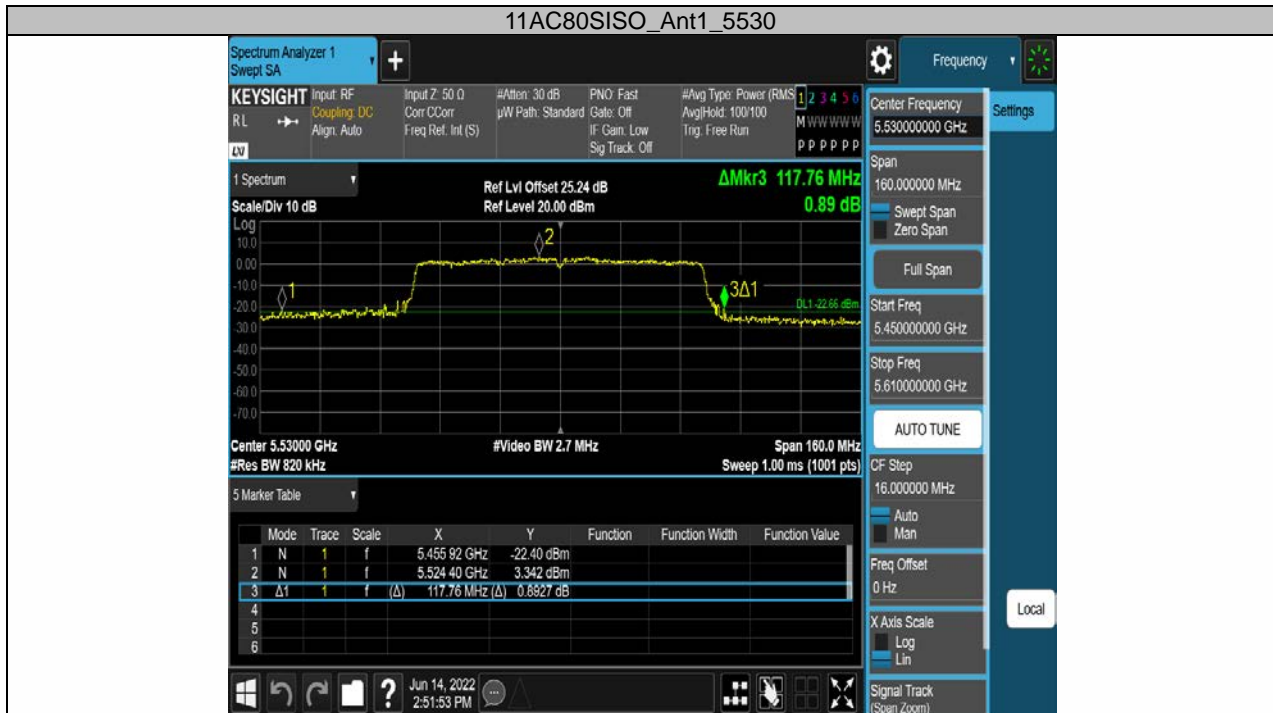 11AC80SISO_Ant1_5530
Spectrum Analyzer 1
Swept SA
+
Frequency
KEYSIGHT
RL
LXI
Input: RF
Coupling: DC
Align: Auto
Input Z: 50 Ω
Corr CCorr
Freq Ref: Int (S)
#Atten: 30 dB
µW Path: Standard
PNO: Fast
Gate: Off
IF Gain: Low
Sig Track: Off
#Avg Type: Power (RMS
Avg|Hold: 100/100
Trig: Free Run
1 2 3 4 5 6
M W W W W W
P P P P P P
Center Frequency
5.530000000 GHz
Settings
Span
160.000000 MHz
Swept Span
Zero Span
Full Span
Start Freq
5.450000000 GHz
Stop Freq
5.610000000 GHz
AUTO TUNE
CF Step
16.000000 MHz
Auto
Man
Freq Offset
0 Hz
X Axis Scale
Log
Lin
Signal Track
(Span Zoom)
Local
1 Spectrum
Scale/Div 10 dB
Ref Lvl Offset 25.24 dB
Ref Level 20.00 dBm
ΔMkr3 117.76 MHz
0.89 dB
Log
10.0
0.00
-10.0
-20.0
-30.0
-40.0
-50.0
-60.0
-70.0
1
2
3Δ1
DL1 -22.66 dBm
Center 5.53000 GHz
#Video BW 2.7 MHz
Span 160.0 MHz
#Res BW 820 kHz
Sweep 1.00 ms (1001 pts)
5 Marker Table
Mode Trace Scale X Y Function Function Width Function Value
1 N 1 f 5.455 92 GHz -22.40 dBm
2 N 1 f 5.524 40 GHz 3.342 dBm
3 Δ1 1 f (Δ) 117.76 MHz (Δ) 0.8927 dB
4
5
6
?
Jun 14, 2022
2:51:53 PM